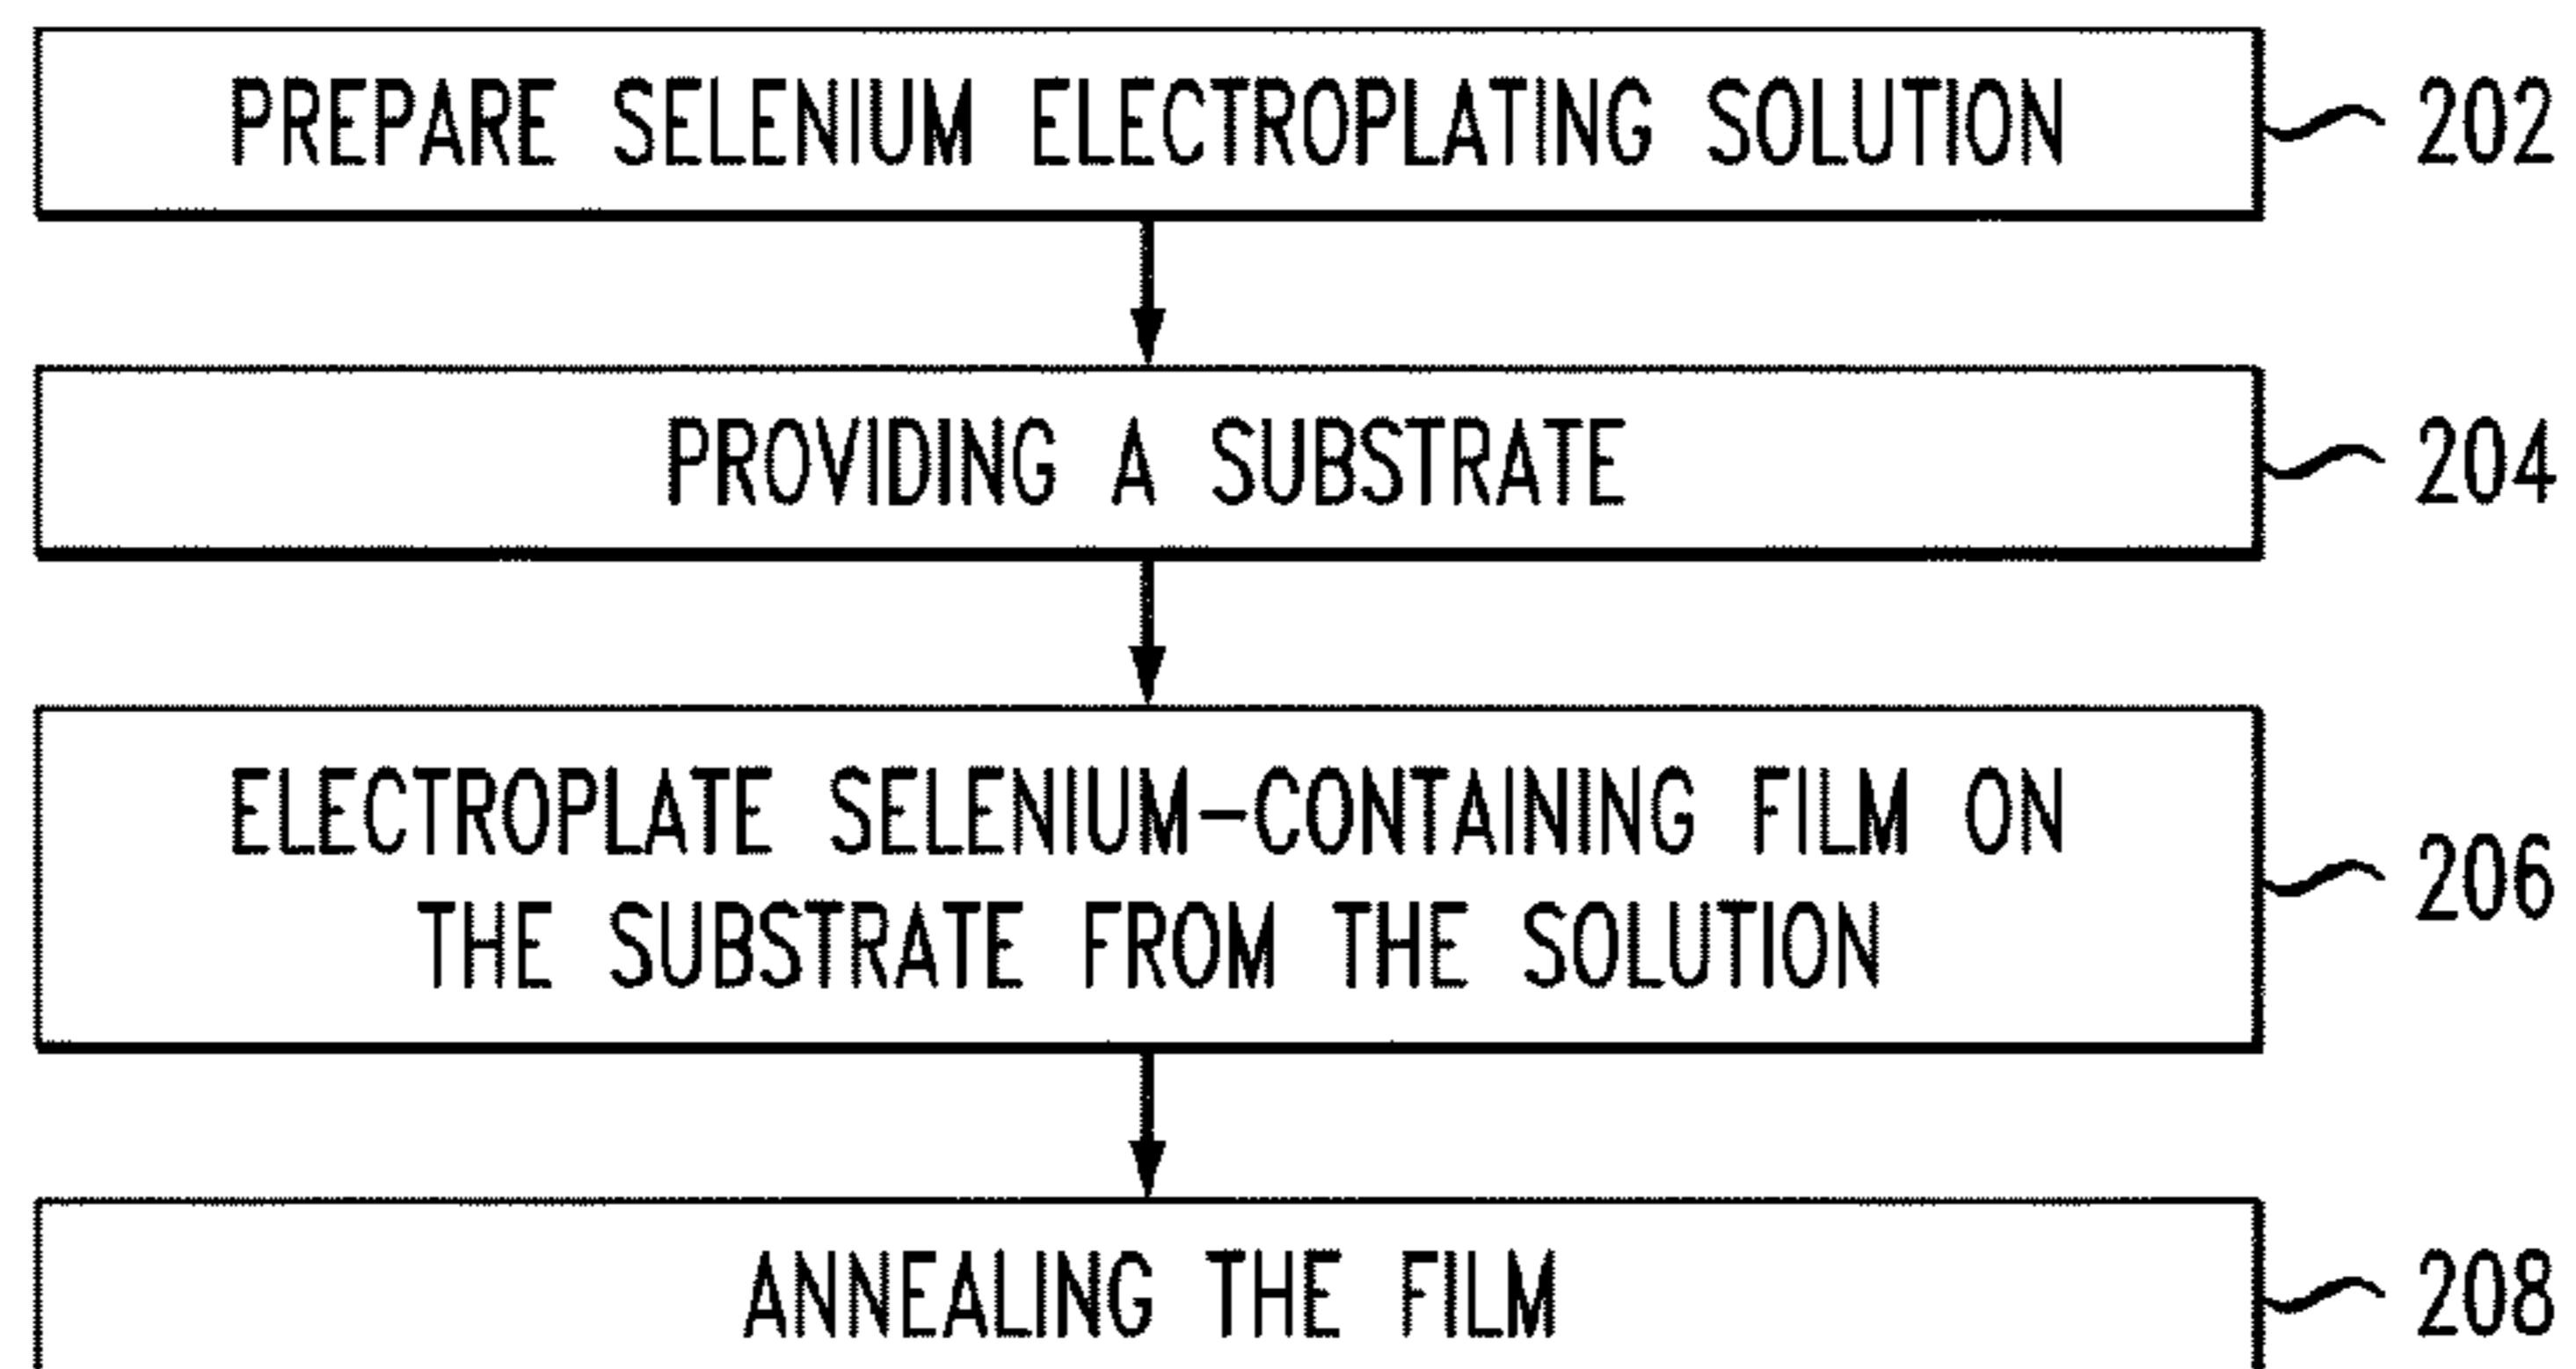 PREPARE SELENIUM ELECTROPLATING SOLUTION 202
PROVIDING A SUBSTRATE 204
ELECTROPLATE SELENIUM-CONTAINING FILM ON
THE SUBSTRATE FROM THE SOLUTION
206
ANNEALING THE FILM 208